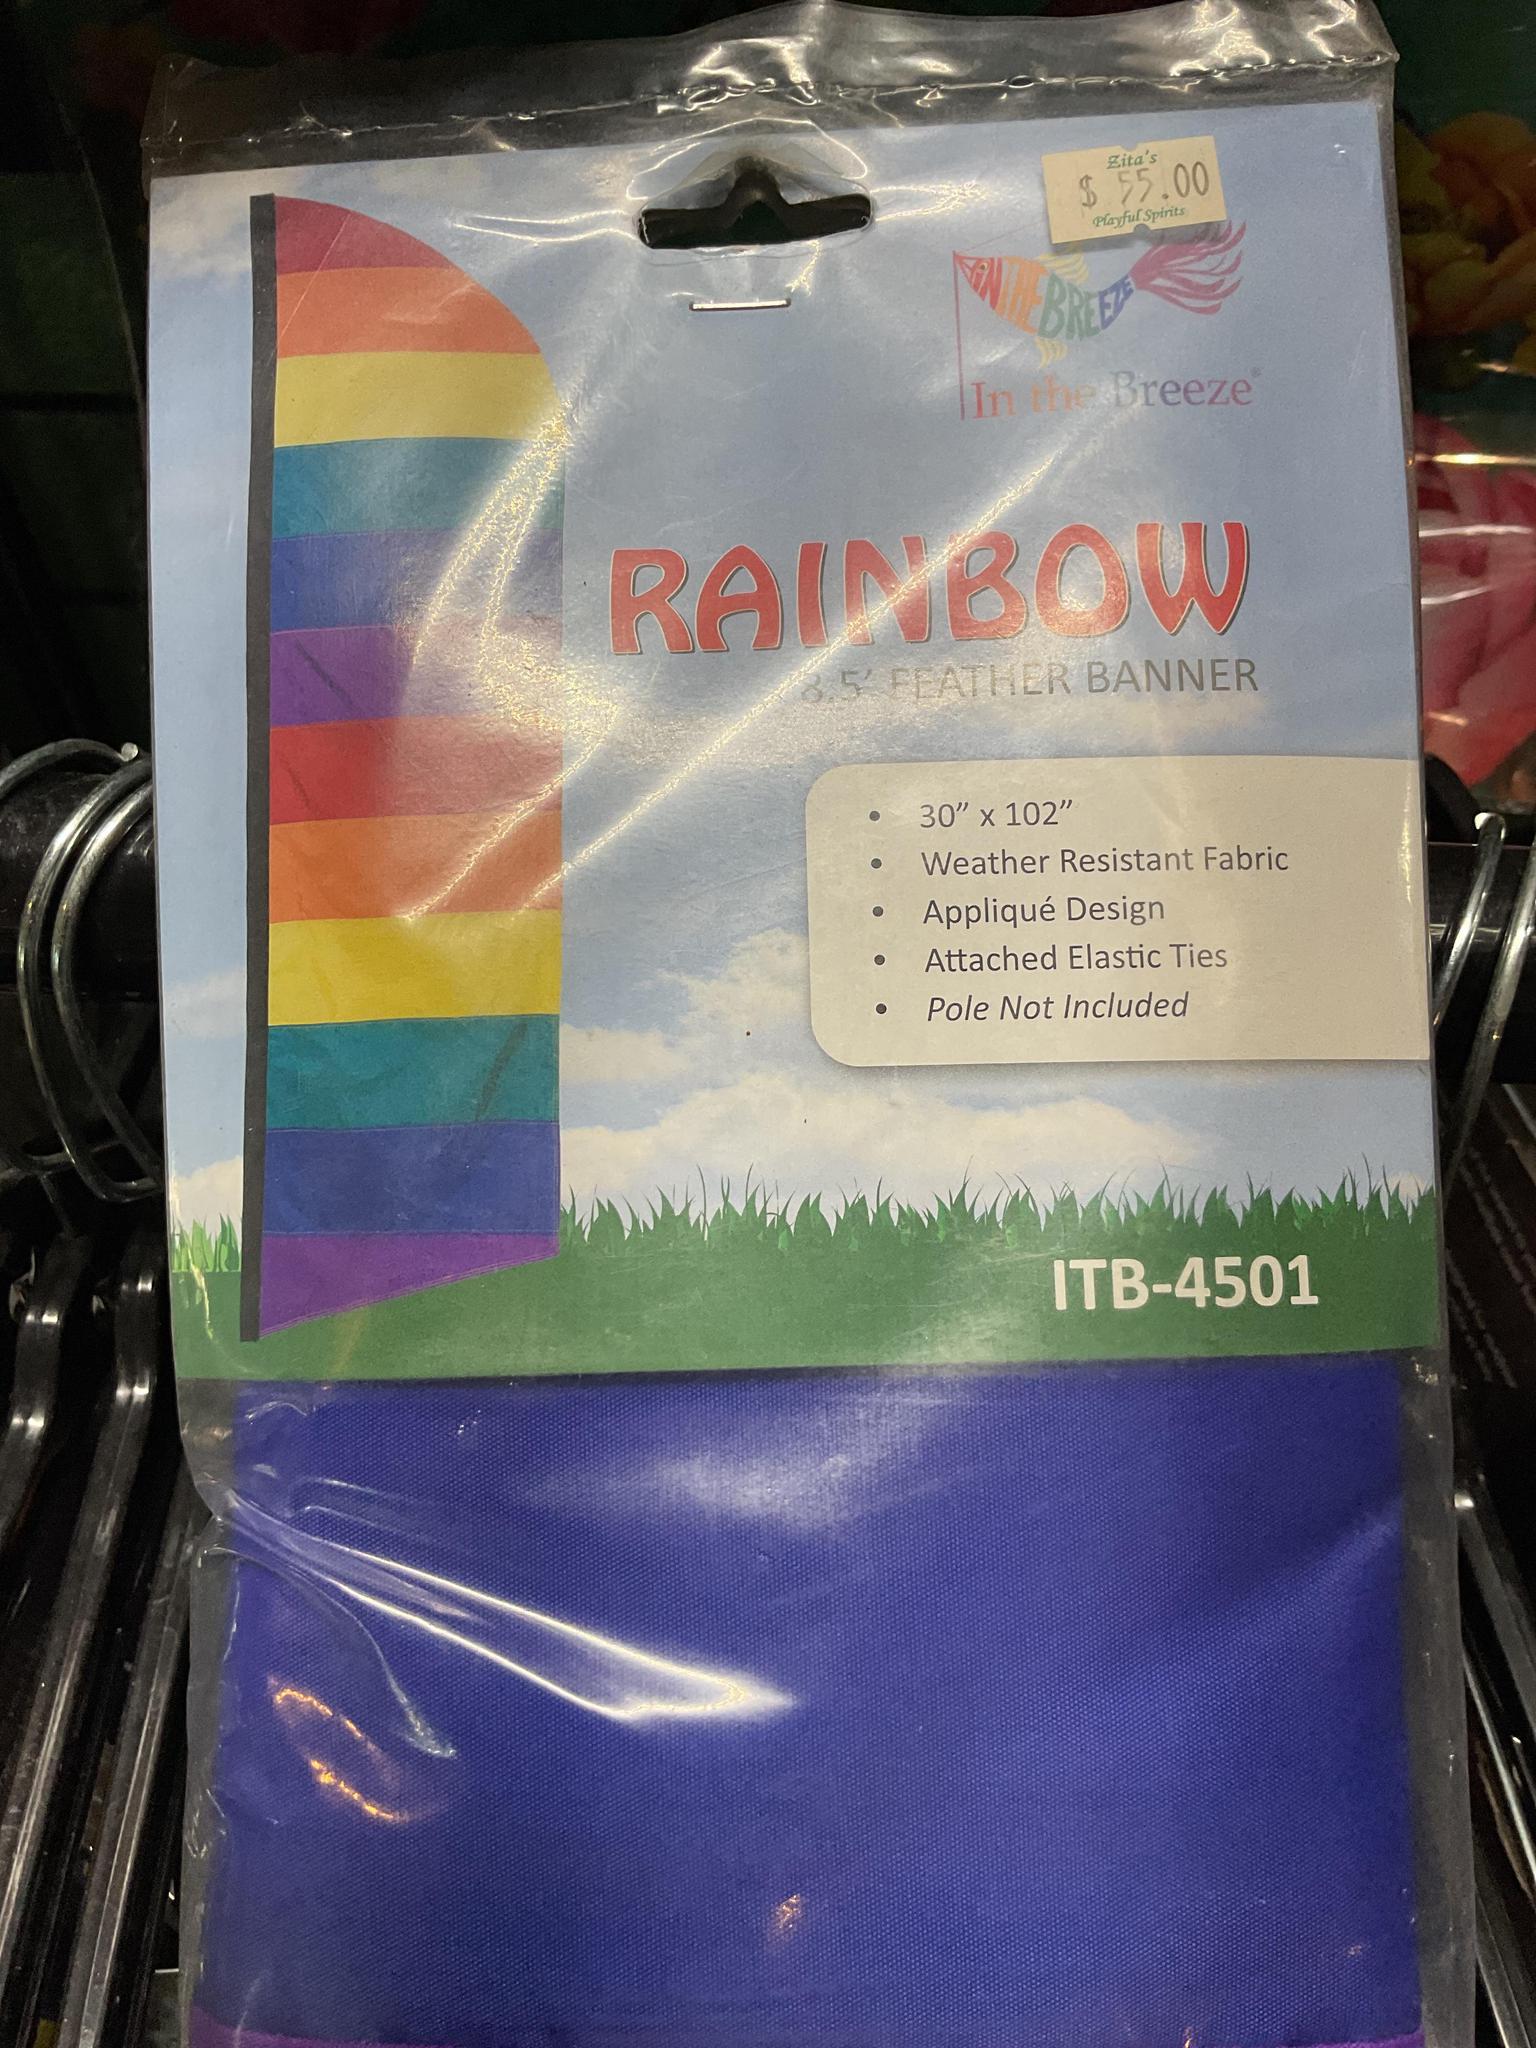 Zita's
$ 55.00
Playful Spirits
IN THE BREEZE
In the Breeze®
RAINBOW
8.5' FEATHER BANNER
• 30" x 102"
• Weather Resistant Fabric
• Appliqué Design
• Attached Elastic Ties
• Pole Not Included
ITB-4501